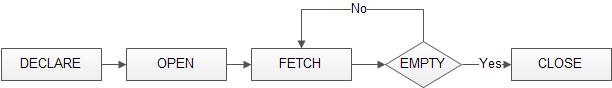 No
DECLARE
OPEN
FETCH
EMPTY
Yes
CLOSE